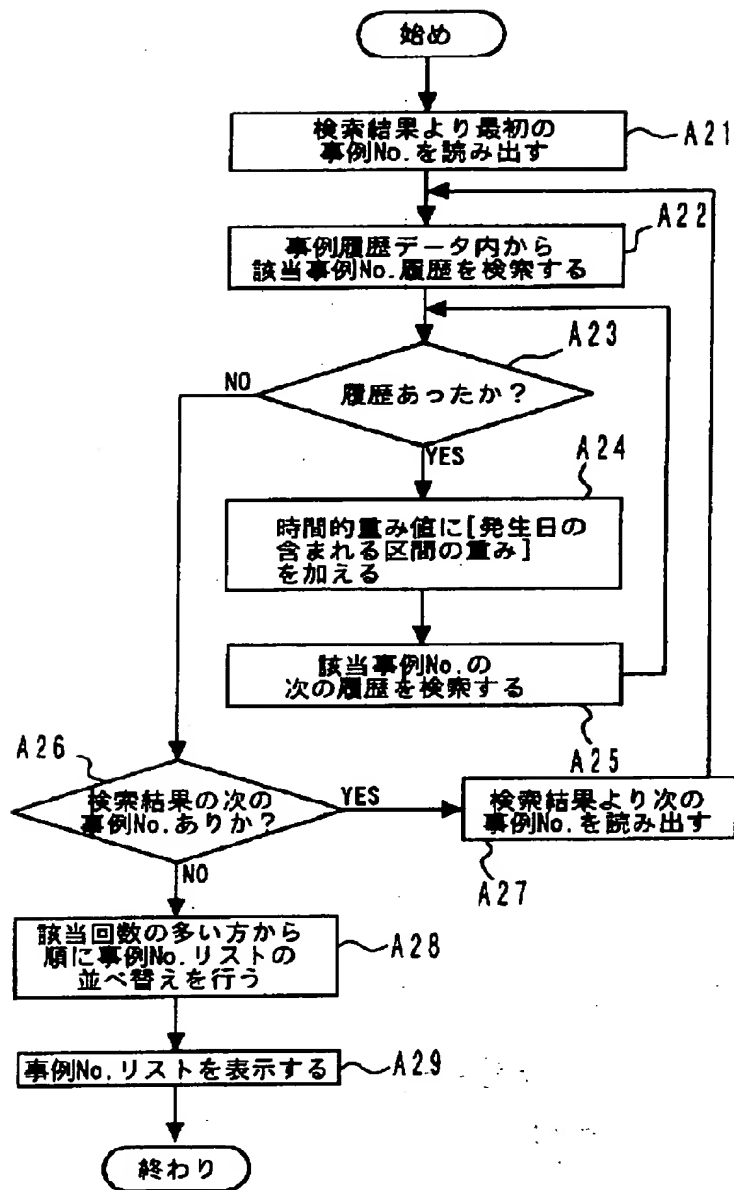 始め
検索結果より最初の
事例No.を読み出す
A21
A22
事例履歴データ内から
該当事例No.履歴を検索する
A23
NO
履歴あったか？
YES
A24
時間的重み値に[発生日の
含まれる区間の重み]
を加える
該当事例No.の
次の履歴を検索する
A25
A26
検索結果の次の
事例No.ありか？
YES
検索結果より次の
事例No.を読み出す
A27
NO
該当回数の多い方から
順に事例No.リストの
並べ替えを行う
A28
事例No.リストを表示する
A29
終わり